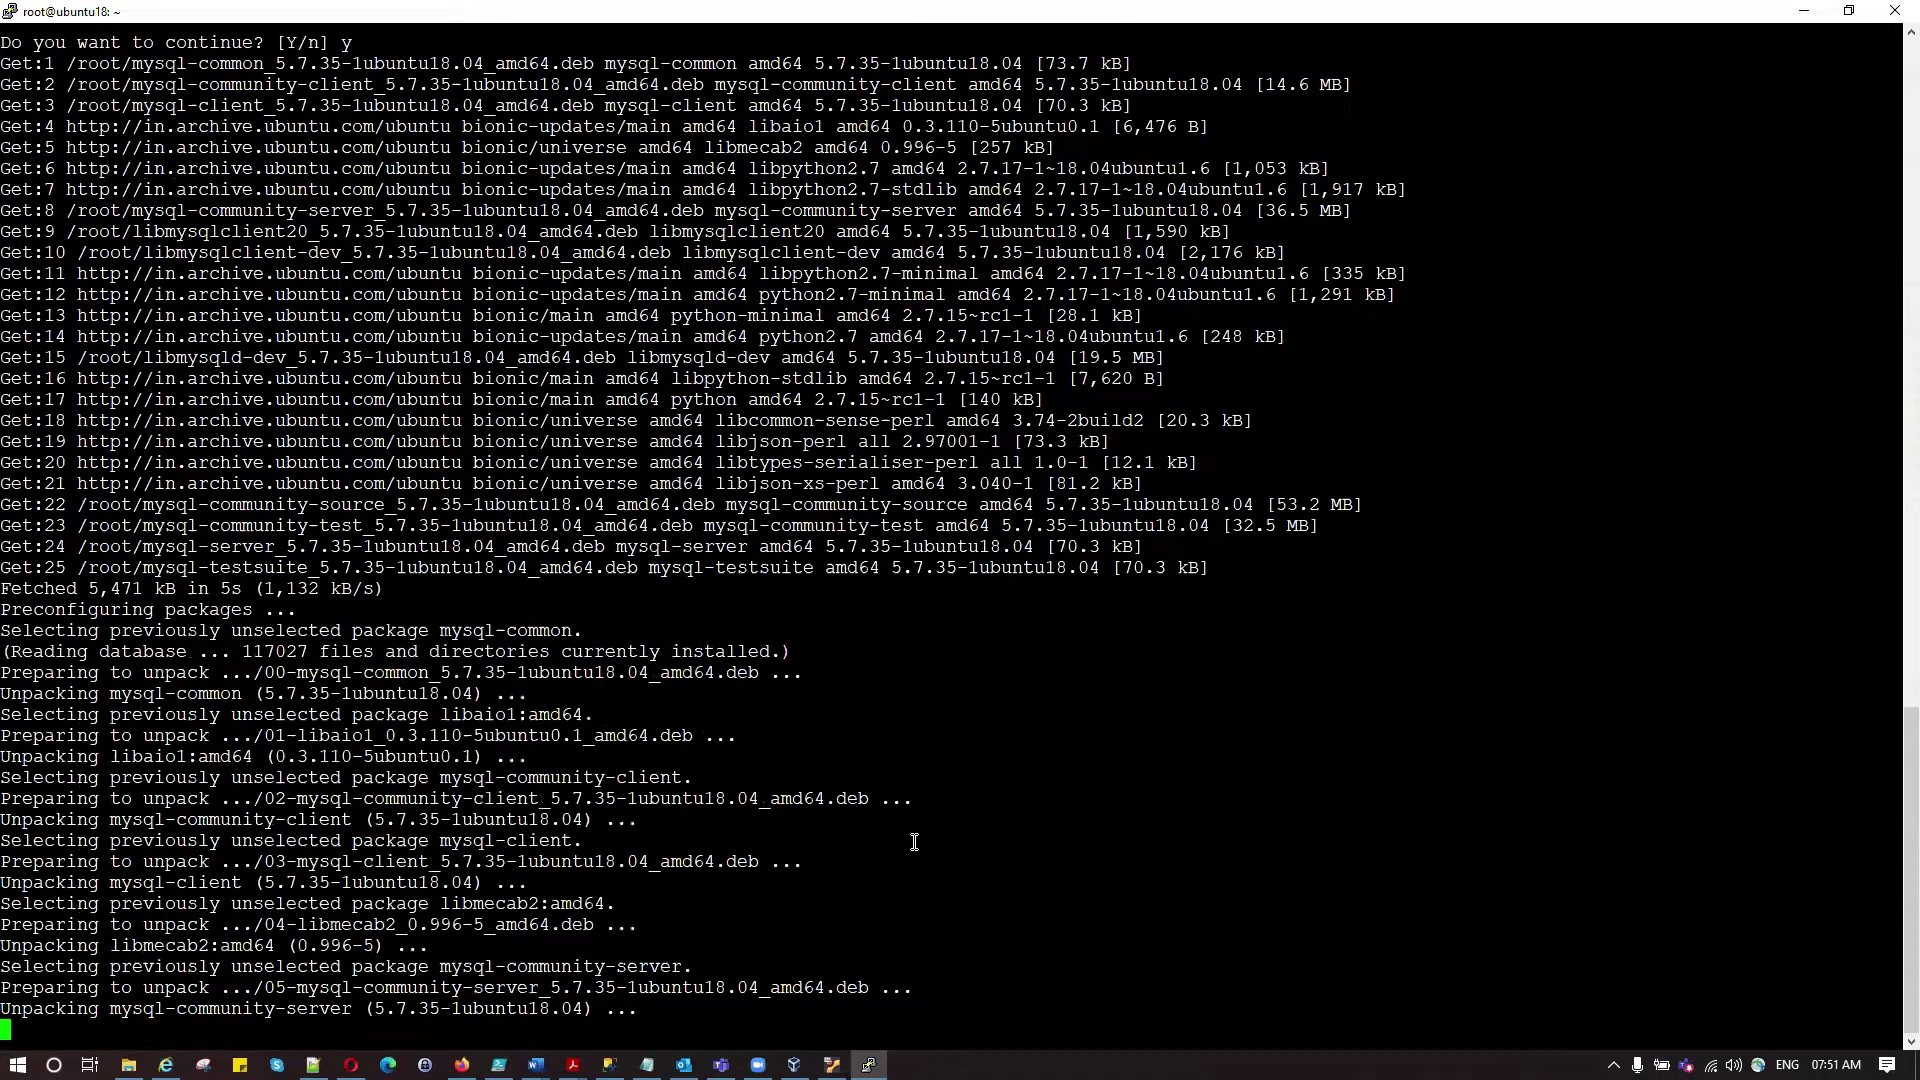 root@ubuntu18: ~
Do you want to continue? [Y/n] y
Get:1 /root/mysql-common_5.7.35-1ubuntu18.04_amd64.deb mysql-common amd64 5.7.35-1ubuntu18.04 [73.7 kB]
Get:2 /root/mysql-community-client_5.7.35-1ubuntu18.04_amd64.deb mysql-community-client amd64 5.7.35-1ubuntu18.04 [14.6 MB]
Get:3 /root/mysql-client_5.7.35-1ubuntu18.04_amd64.deb mysql-client amd64 5.7.35-1ubuntu18.04 [70.3 kB]
Get:4 http://in.archive.ubuntu.com/ubuntu bionic-updates/main amd64 libaio1 amd64 0.3.110-5ubuntu0.1 [6,476 B]
Get:5 http://in.archive.ubuntu.com/ubuntu bionic/universe amd64 libmecab2 amd64 0.996-5 [257 kB]
Get:6 http://in.archive.ubuntu.com/ubuntu bionic-updates/main amd64 libpython2.7 amd64 2.7.17-1~18.04ubuntu1.6 [1,053 kB]
Get:7 http://in.archive.ubuntu.com/ubuntu bionic-updates/main amd64 libpython2.7-stdlib amd64 2.7.17-1~18.04ubuntu1.6 [1,917 kB]
Get:8 /root/mysql-community-server_5.7.35-1ubuntu18.04_amd64.deb mysql-community-server amd64 5.7.35-1ubuntu18.04 [36.5 MB]
Get:9 /root/libmysqlclient20_5.7.35-1ubuntu18.04_amd64.deb libmysqlclient20 amd64 5.7.35-1ubuntu18.04 [1,590 kB]
Get:10 /root/libmysqlclient-dev_5.7.35-1ubuntu18.04_amd64.deb libmysqlclient-dev amd64 5.7.35-1ubuntu18.04 [2,176 kB]
Get:11 http://in.archive.ubuntu.com/ubuntu bionic-updates/main amd64 libpython2.7-minimal amd64 2.7.17-1~18.04ubuntu1.6 [335 kB]
Get:12 http://in.archive.ubuntu.com/ubuntu bionic-updates/main amd64 python2.7-minimal amd64 2.7.17-1~18.04ubuntu1.6 [1,291 kB]
Get:13 http://in.archive.ubuntu.com/ubuntu bionic/main amd64 python-minimal amd64 2.7.15~rc1-1 [28.1 kB]
Get:14 http://in.archive.ubuntu.com/ubuntu bionic-updates/main amd64 python2.7 amd64 2.7.17-1~18.04ubuntu1.6 [248 kB]
Get:15 /root/libmysqld-dev_5.7.35-1ubuntu18.04_amd64.deb libmysqld-dev amd64 5.7.35-1ubuntu18.04 [19.5 MB]
Get:16 http://in.archive.ubuntu.com/ubuntu bionic/main amd64 libpython-stdlib amd64 2.7.15~rc1-1 [7,620 B]
Get:17 http://in.archive.ubuntu.com/ubuntu bionic/main amd64 python amd64 2.7.15~rc1-1 [140 kB]
Get:18 http://in.archive.ubuntu.com/ubuntu bionic/universe amd64 libcommon-sense-perl amd64 3.74-2build2 [20.3 kB]
Get:19 http://in.archive.ubuntu.com/ubuntu bionic/universe amd64 libjson-perl all 2.97001-1 [73.3 kB]
Get:20 http://in.archive.ubuntu.com/ubuntu bionic/universe amd64 libtypes-serialiser-perl all 1.0-1 [12.1 kB]
Get:21 http://in.archive.ubuntu.com/ubuntu bionic/universe amd64 libjson-xs-perl amd64 3.040-1 [81.2 kB]
Get:22 /root/mysql-community-source_5.7.35-1ubuntu18.04_amd64.deb mysql-community-source amd64 5.7.35-1ubuntu18.04 [53.2 MB]
Get:23 /root/mysql-community-test_5.7.35-1ubuntu18.04_amd64.deb mysql-community-test amd64 5.7.35-1ubuntu18.04 [32.5 MB]
Get:24 /root/mysql-server_5.7.35-1ubuntu18.04_amd64.deb mysql-server amd64 5.7.35-1ubuntu18.04 [70.3 kB]
Get:25 /root/mysql-testsuite_5.7.35-1ubuntu18.04_amd64.deb mysql-testsuite amd64 5.7.35-1ubuntu18.04 [70.3 kB]
Fetched 5,471 kB in 5s (1,132 kB/s)
Preconfiguring packages ...
Selecting previously unselected package mysql-common.
(Reading database ... 117027 files and directories currently installed.)
Preparing to unpack .../00-mysql-common_5.7.35-1ubuntu18.04_amd64.deb ...
Unpacking mysql-common (5.7.35-1ubuntu18.04) ...
Selecting previously unselected package libaio1:amd64.
Preparing to unpack .../01-libaio1_0.3.110-5ubuntu0.1_amd64.deb ...
Unpacking libaio1:amd64 (0.3.110-5ubuntu0.1) ...
Selecting previously unselected package mysql-community-client.
Preparing to unpack .../02-mysql-community-client_5.7.35-1ubuntu18.04_amd64.deb ...
Unpacking mysql-community-client (5.7.35-1ubuntu18.04) ...
Selecting previously unselected package mysql-client.
Preparing to unpack .../03-mysql-client_5.7.35-1ubuntu18.04_amd64.deb ...
Unpacking mysql-client (5.7.35-1ubuntu18.04) ...
Selecting previously unselected package libmecab2:amd64.
Preparing to unpack .../04-libmecab2_0.996-5_amd64.deb ...
Unpacking libmecab2:amd64 (0.996-5) ...
Selecting previously unselected package mysql-community-server.
Preparing to unpack .../05-mysql-community-server_5.7.35-1ubuntu18.04_amd64.deb ...
Unpacking mysql-community-server (5.7.35-1ubuntu18.04) ...
ENG 07:51 AM